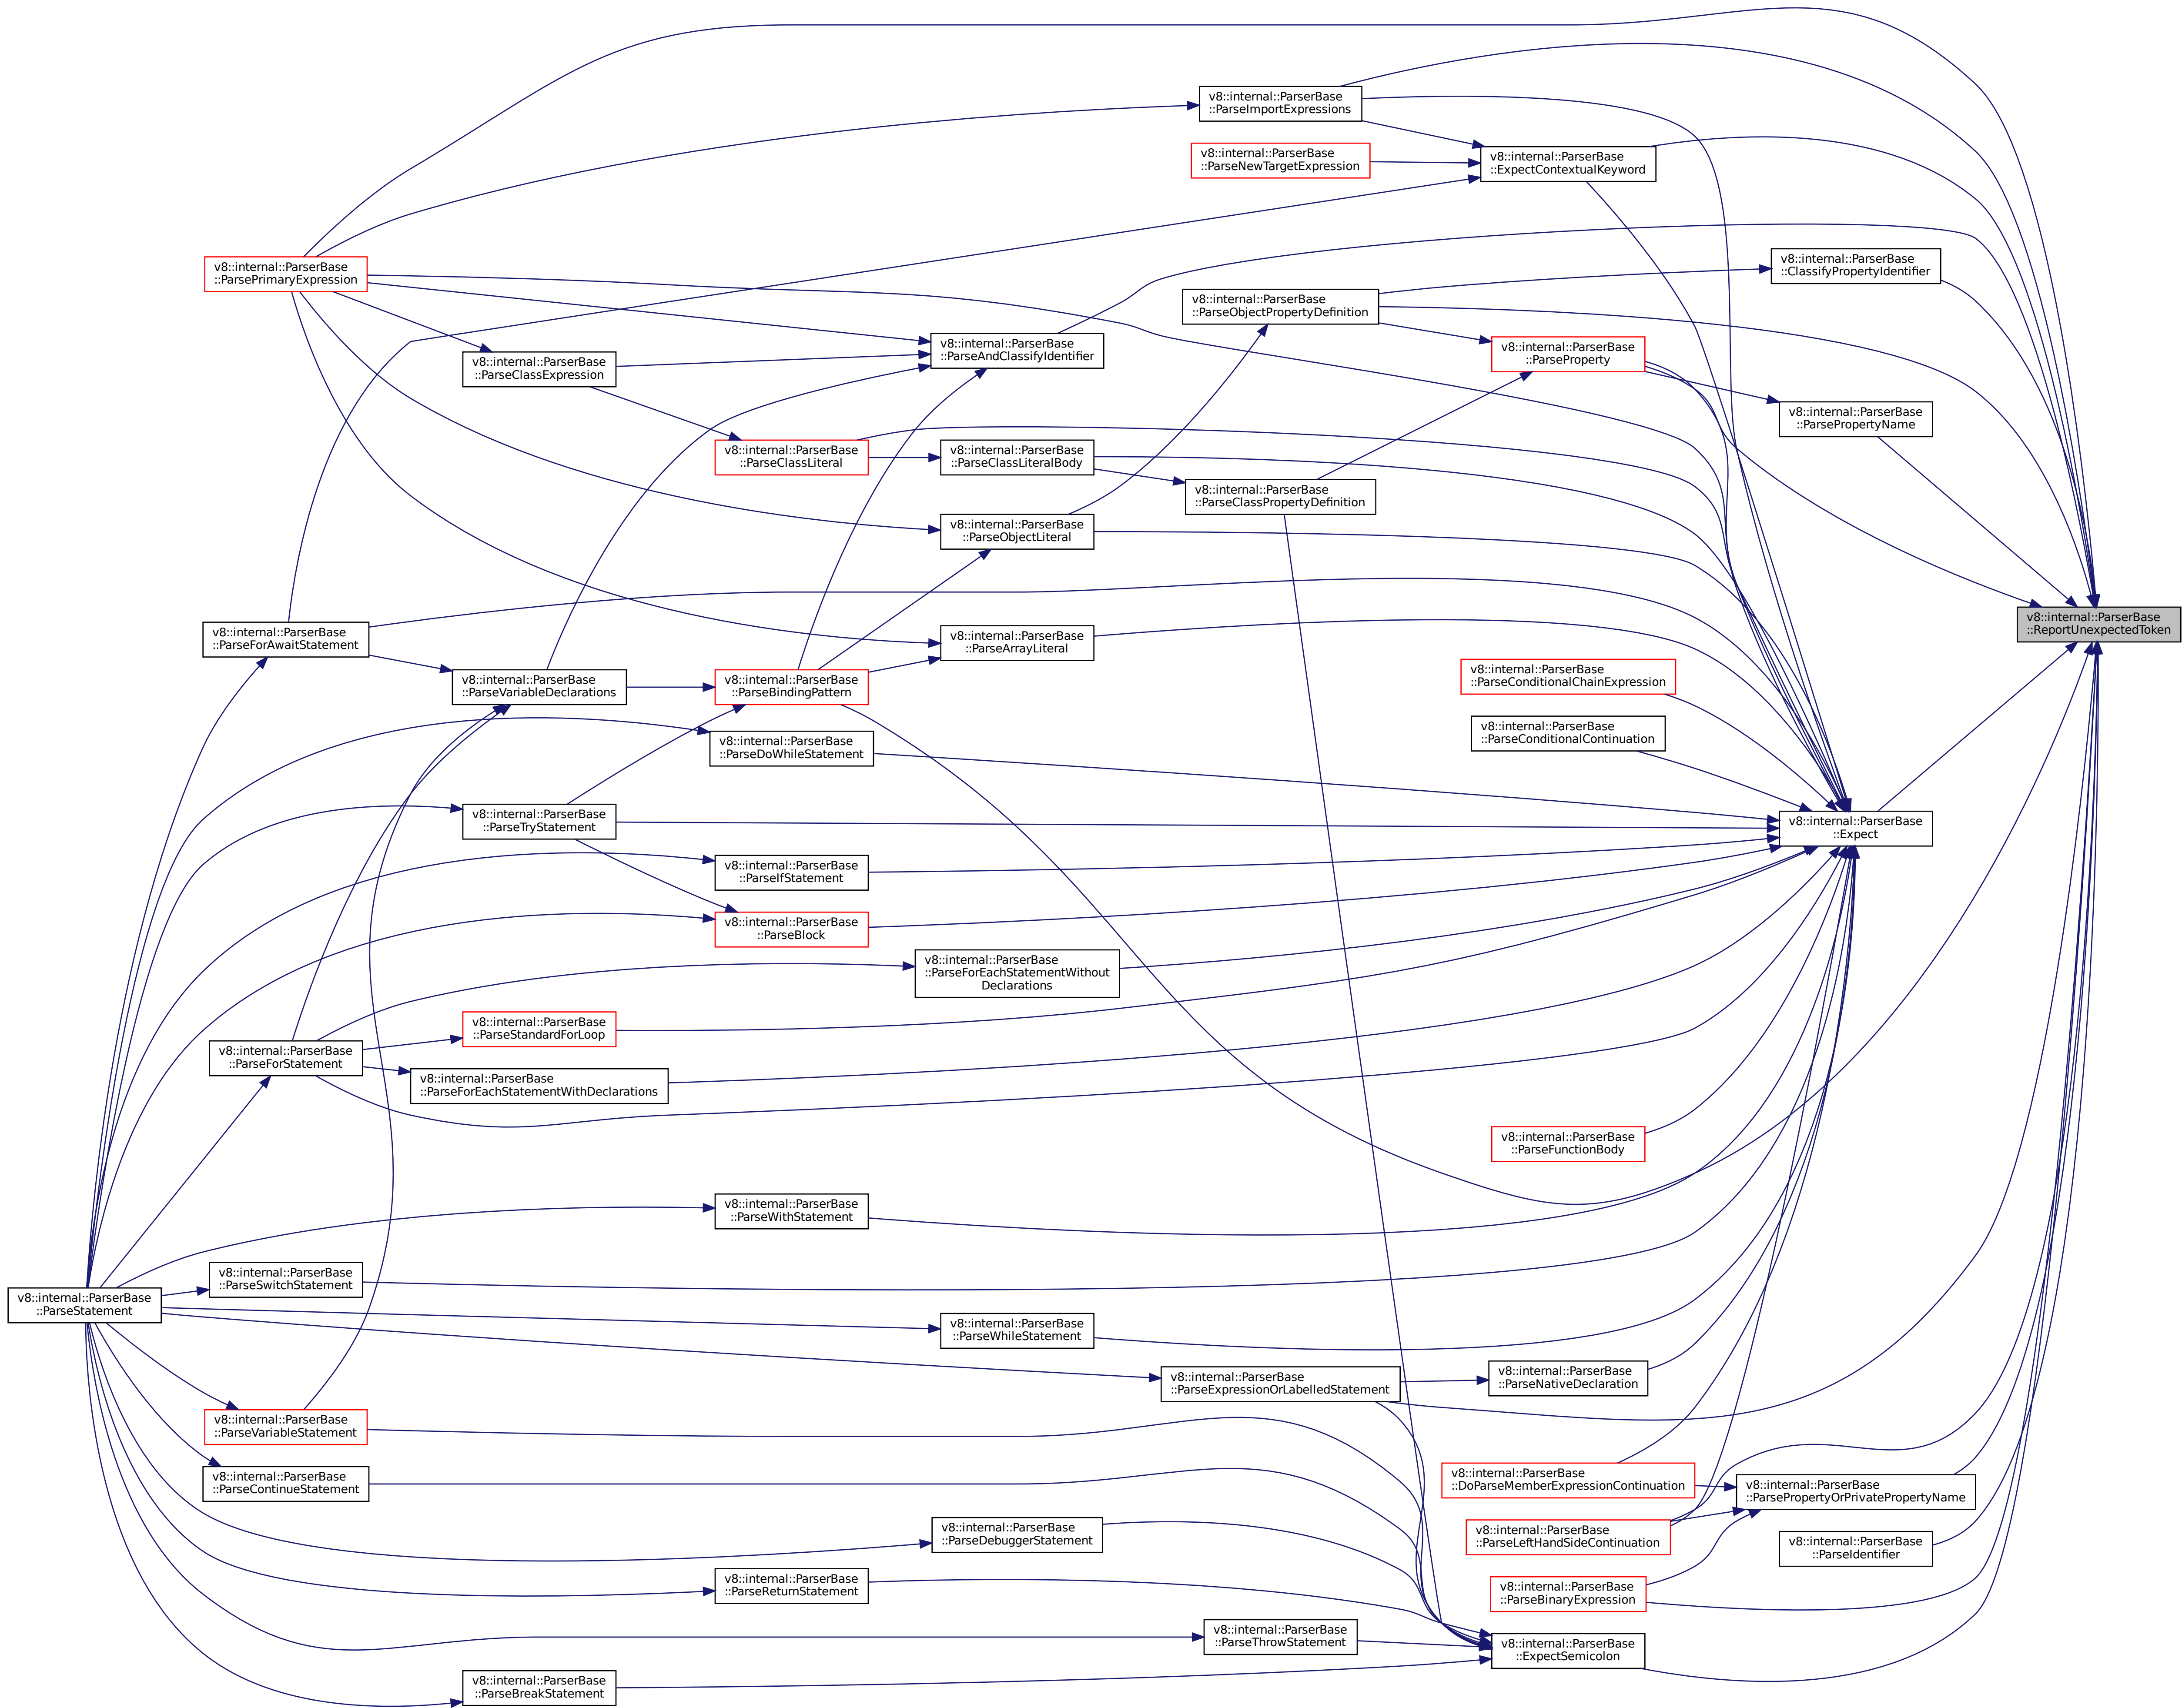 v8::internal::ParserBase
::ParseImportExpressions
v8::internal::ParserBase
::ParseNewTargetExpression
v8::internal::ParserBase
::ExpectContextualKeyword
v8::internal::ParserBase
::ParsePrimaryExpression
v8::internal::ParserBase
::ClassifyPropertyIdentifier
v8::internal::ParserBase
::ParseObjectPropertyDefinition
v8::internal::ParserBase
::ParseAndClassifyIdentifier
v8::internal::ParserBase
::ParseProperty
v8::internal::ParserBase
::ParseClassExpression
v8::internal::ParserBase
::ParsePropertyName
v8::internal::ParserBase
::ParseClassLiteral
v8::internal::ParserBase
::ParseClassLiteralBody
v8::internal::ParserBase
::ParseClassPropertyDefinition
v8::internal::ParserBase
::ParseObjectLiteral
v8::internal::ParserBase
::ReportUnexpectedToken
v8::internal::ParserBase
::ParseForAwaitStatement
v8::internal::ParserBase
::ParseArrayLiteral
v8::internal::ParserBase
::ParseVariableDeclarations
v8::internal::ParserBase
::ParseBindingPattern
v8::internal::ParserBase
::ParseConditionalChainExpression
v8::internal::ParserBase
::ParseConditionalContinuation
v8::internal::ParserBase
::ParseDoWhileStatement
v8::internal::ParserBase
::ParseTryStatement
v8::internal::ParserBase
::Expect
v8::internal::ParserBase
::ParseIfStatement
v8::internal::ParserBase
::ParseBlock
v8::internal::ParserBase
::ParseForEachStatementWithout
Declarations
v8::internal::ParserBase
::ParseStandardForLoop
v8::internal::ParserBase
::ParseForStatement
v8::internal::ParserBase
::ParseForEachStatementWithDeclarations
v8::internal::ParserBase
::ParseFunctionBody
v8::internal::ParserBase
::ParseWithStatement
v8::internal::ParserBase
::ParseSwitchStatement
v8::internal::ParserBase
::ParseStatement
v8::internal::ParserBase
::ParseWhileStatement
v8::internal::ParserBase
::ParseExpressionOrLabelledStatement
v8::internal::ParserBase
::ParseNativeDeclaration
v8::internal::ParserBase
::ParseVariableStatement
v8::internal::ParserBase
::ParseContinueStatement
v8::internal::ParserBase
::DoParseMemberExpressionContinuation
v8::internal::ParserBase
::ParsePropertyOrPrivatePropertyName
v8::internal::ParserBase
::ParseDebuggerStatement
v8::internal::ParserBase
::ParseLeftHandSideContinuation
v8::internal::ParserBase
::ParseIdentifier
v8::internal::ParserBase
::ParseReturnStatement
v8::internal::ParserBase
::ParseBinaryExpression
v8::internal::ParserBase
::ParseThrowStatement
v8::internal::ParserBase
::ExpectSemicolon
v8::internal::ParserBase
::ParseBreakStatement